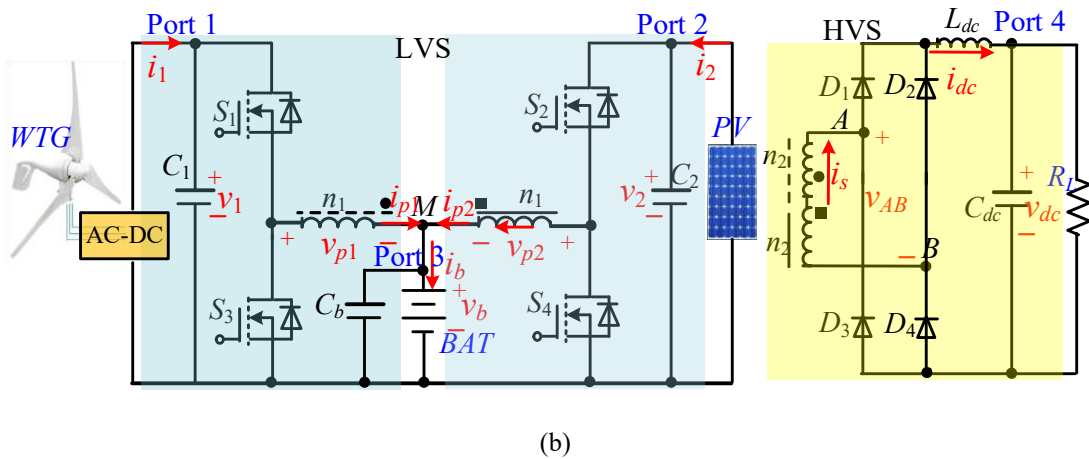 Port 1
Port 2
Port 4
LVS
HVS
L_dc
i_1
i_2
i_dc
S_1
S_2
D_1
D_2
WTG
PV
A
C_1
C_2
n_2
i_s
v_1
v_2
v_AB
R_L
n_1
i_p1
M
i_p2
n_1
C_dc
v_dc
AC-DC
v_p1
v_p2
n_2
B
Port 3
i_b
S_3
C_b
v_b
S_4
BAT
D_3
D_4
(b)